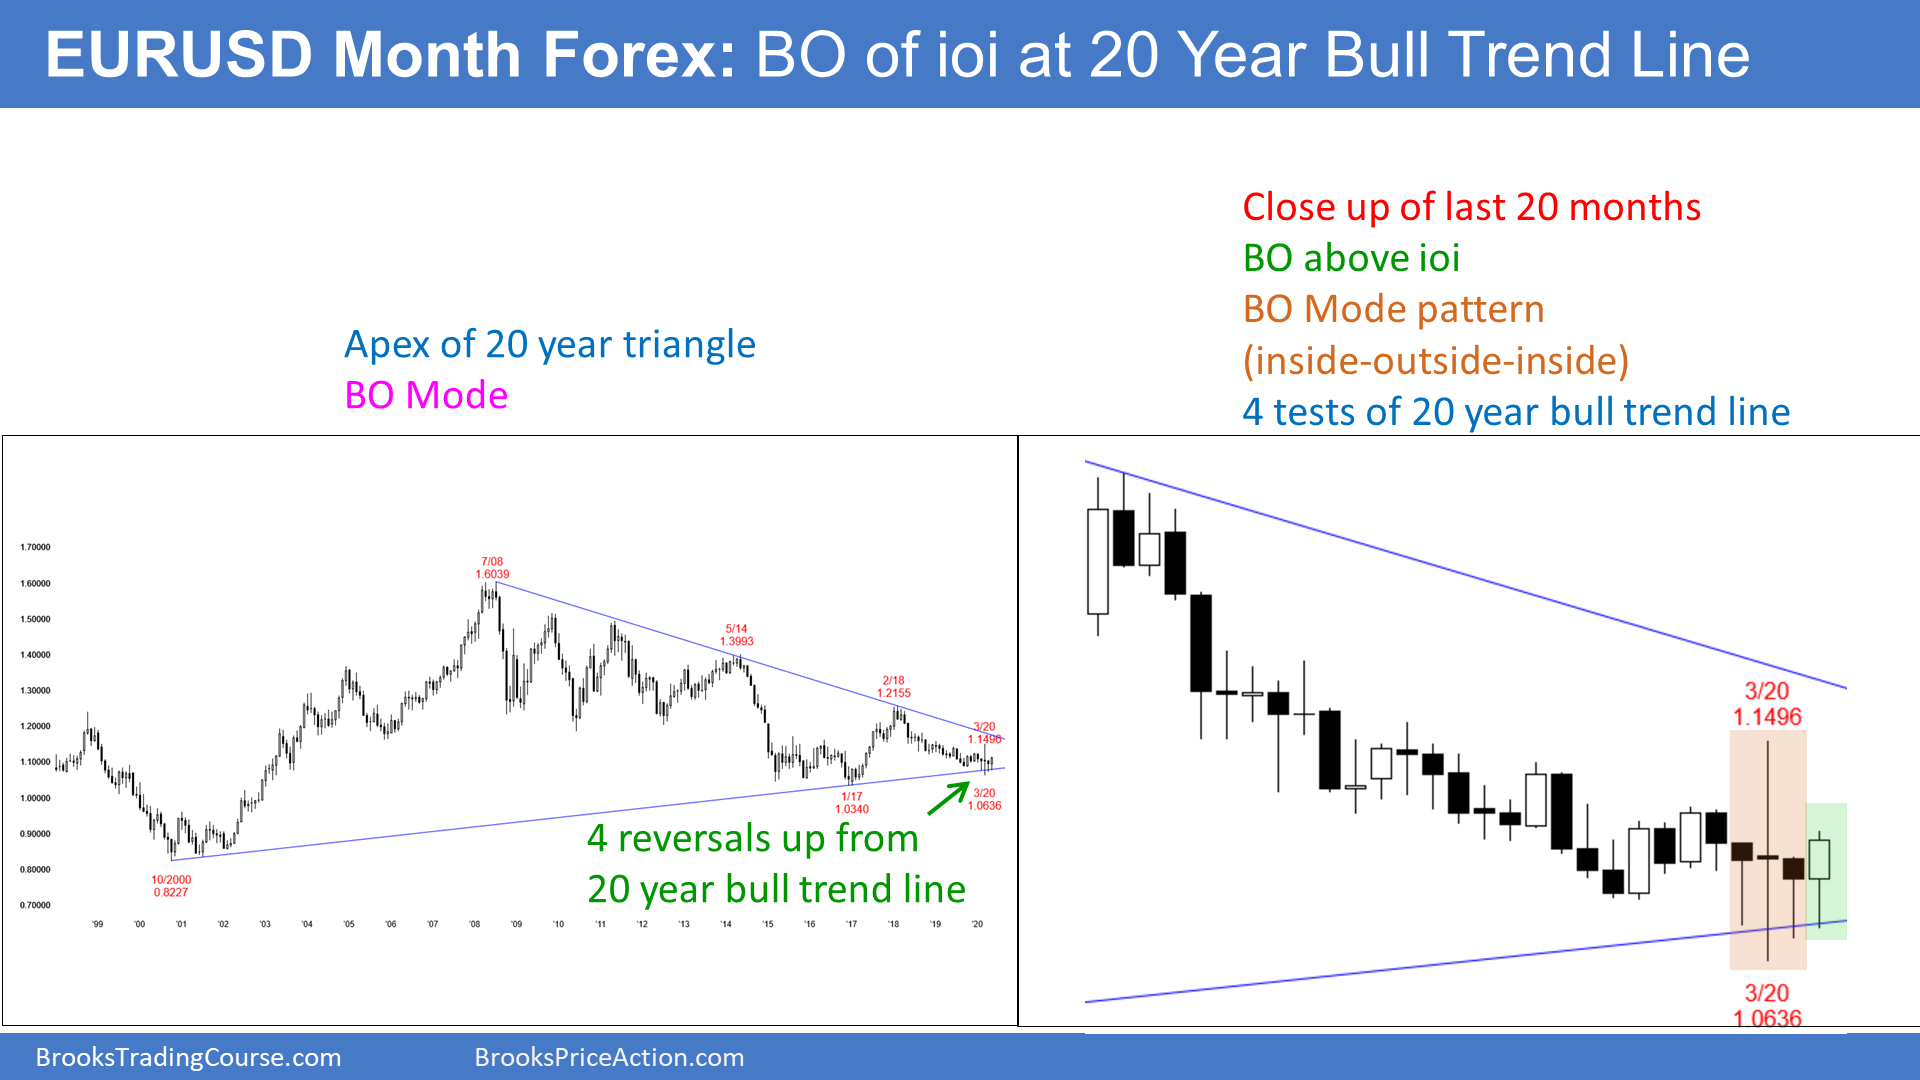 EURUSD Month Forex: BO of ioi at 20 Year Bull Trend Line
Close up of last 20 months
BO above ioi
BO Mode pattern
(inside-outside-inside)
4 tests of 20 year bull trend line
Apex of 20 year triangle
BO Mode
1.70000
1.60000
1.50000
1.40000
1.30000
1.20000
1.10000
1.00000
0.90000
0.80000
0.70000
7/08
1.6039
5/14
1.3993
2/18
1.2155
3/20
1.1496
1/17
1.0340
3/20
1.0636
10/2000
0.8227
4 reversals up from
20 year bull trend line
'99 '00 '01 '02 '03 '04 '05 '06 '07 '08 '09 '10 '11 '12 '13 '14 '15 '16 '17 '18 '19 '20
3/20
1.1496
3/20
1.0636
BrooksTradingCourse.com
BrooksPriceAction.com